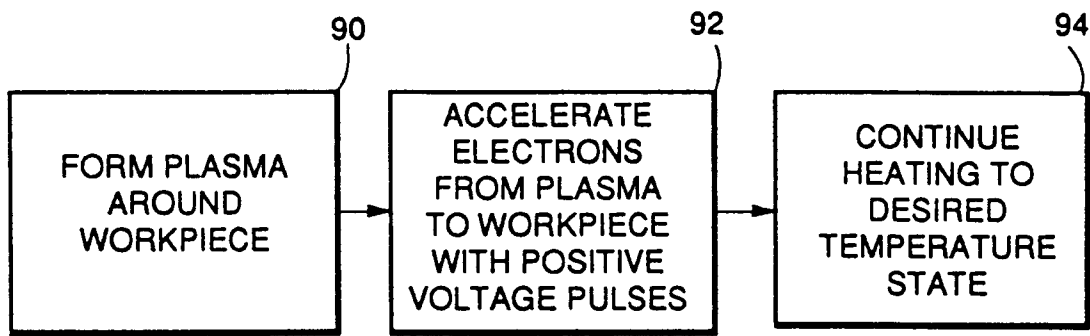 90
FORM PLASMA
AROUND
WORKPIECE
92
ACCELERATE
ELECTRONS
FROM PLASMA
TO WORKPIECE
WITH POSITIVE
VOLTAGE PULSES
94
CONTINUE
HEATING TO
DESIRED
TEMPERATURE
STATE